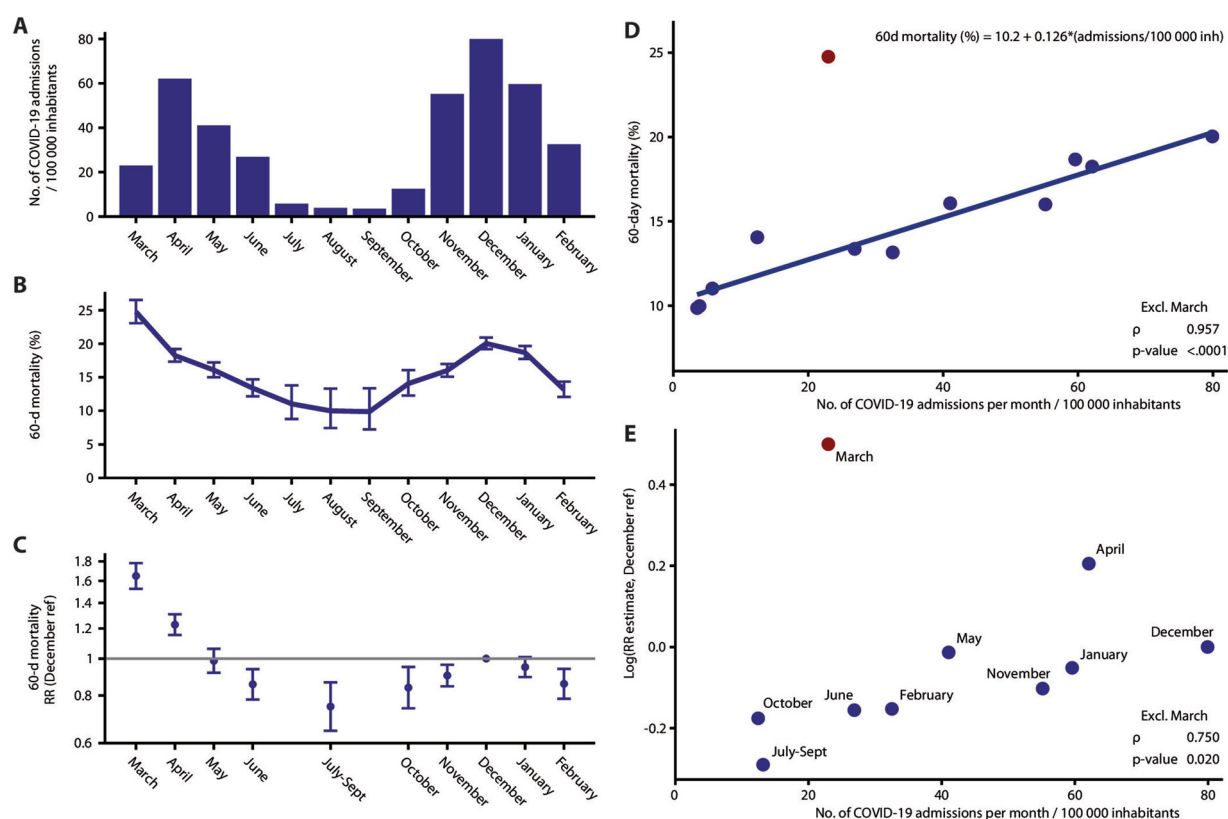 A
No. of COVID-19 admissions
/ 100 000 inhabitants
80
60
40
20
0
March
April
May
June
July
August
September
October
November
December
January
February
B
60-d mortality (%)
25
20
15
10
5
0
March
April
May
June
July
August
September
October
November
December
January
February
C
60-d mortality
RR (December ref)
1.8
1.6
1.4
1.2
1
0.8
0.6
March
April
May
June
July-Sept
October
November
December
January
February
D
60d mortality (%) = 10.2 + 0.126*(admissions/100 000 inh)
60-day mortality (%)
25
20
15
10
Excl. March
ρ 0.957
p-value <.0001
0 20 40 60 80
No. of COVID-19 admissions per month / 100 000 inhabitants
E
Log(RR estimate, December ref)
0.4
0.2
0.0
-0.2
March
April
December
May
January
November
October
June
February
July-Sept
Excl. March
ρ 0.750
p-value 0.020
0 20 40 60 80
No. of COVID-19 admissions per month / 100 000 inhabitants